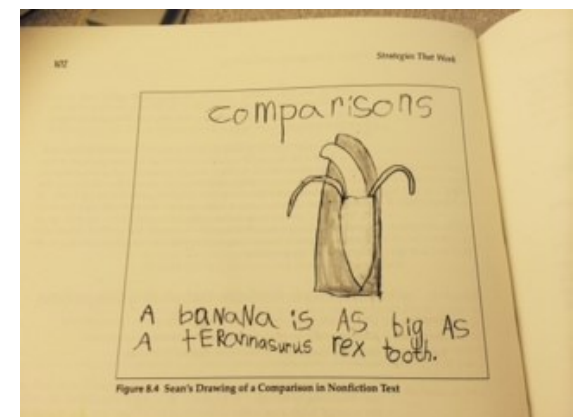 Strategies That Work
comparisons
A baNaNa is AS big AS
A tERannasurus rex tooth.
Figure 8.4 Sean's Drawing of a Comparison in Nonfiction Text